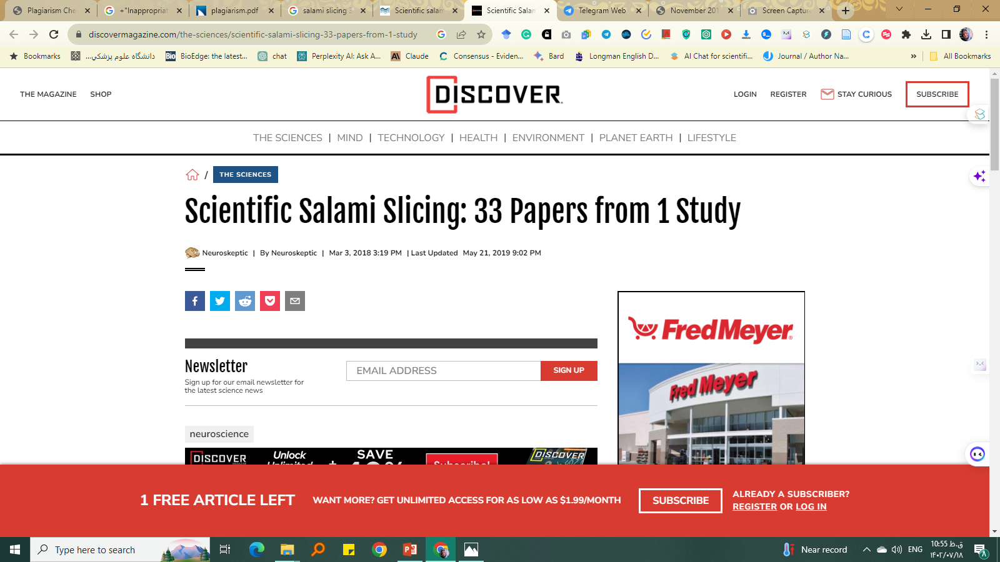 Plagiarism Che
+"Inappropriat
plagiarism.pdf
salami slicing 3
Scientific salam
Scientific Salam
Telegram Web
November 201
Screen Capture
discovermagazine.com/the-sciences/scientific-salami-slicing-33-papers-from-1-study
Bookmarks
دانشگاه علوم پزشکی...
Bio BioEdge: the latest...
chat
Perplexity AI: Ask A...
Claude
Consensus - Eviden...
Bard
Longman English D...
AI Chat for scientifi...
Journal / Author Na...
»
All Bookmarks
THE MAGAZINE SHOP
DISCOVER.
LOGIN REGISTER STAY CURIOUS SUBSCRIBE
THE SCIENCES | MIND | TECHNOLOGY | HEALTH | ENVIRONMENT | PLANET EARTH | LIFESTYLE
/ THE SCIENCES
Scientific Salami Slicing: 33 Papers from 1 Study
Neuroskeptic | By Neuroskeptic | Mar 3, 2018 3:19 PM | Last Updated May 21, 2019 9:02 PM
Newsletter
Sign up for our email newsletter for
the latest science news
EMAIL ADDRESS SIGN UP
neuroscience
DISCOVER
Unlock
Unlimited
+
SAVE
Subscribe!
DISCOVER
Fred Meyer
Fred Meyer
1 FREE ARTICLE LEFT
WANT MORE? GET UNLIMITED ACCESS FOR AS LOW AS $1.99/MONTH
SUBSCRIBE
ALREADY A SUBSCRIBER?
REGISTER OR LOG IN
Type here to search
Near record
ENG
10:55 ق.ظ
۱۴۰۲/۰۷/۱۸
۸